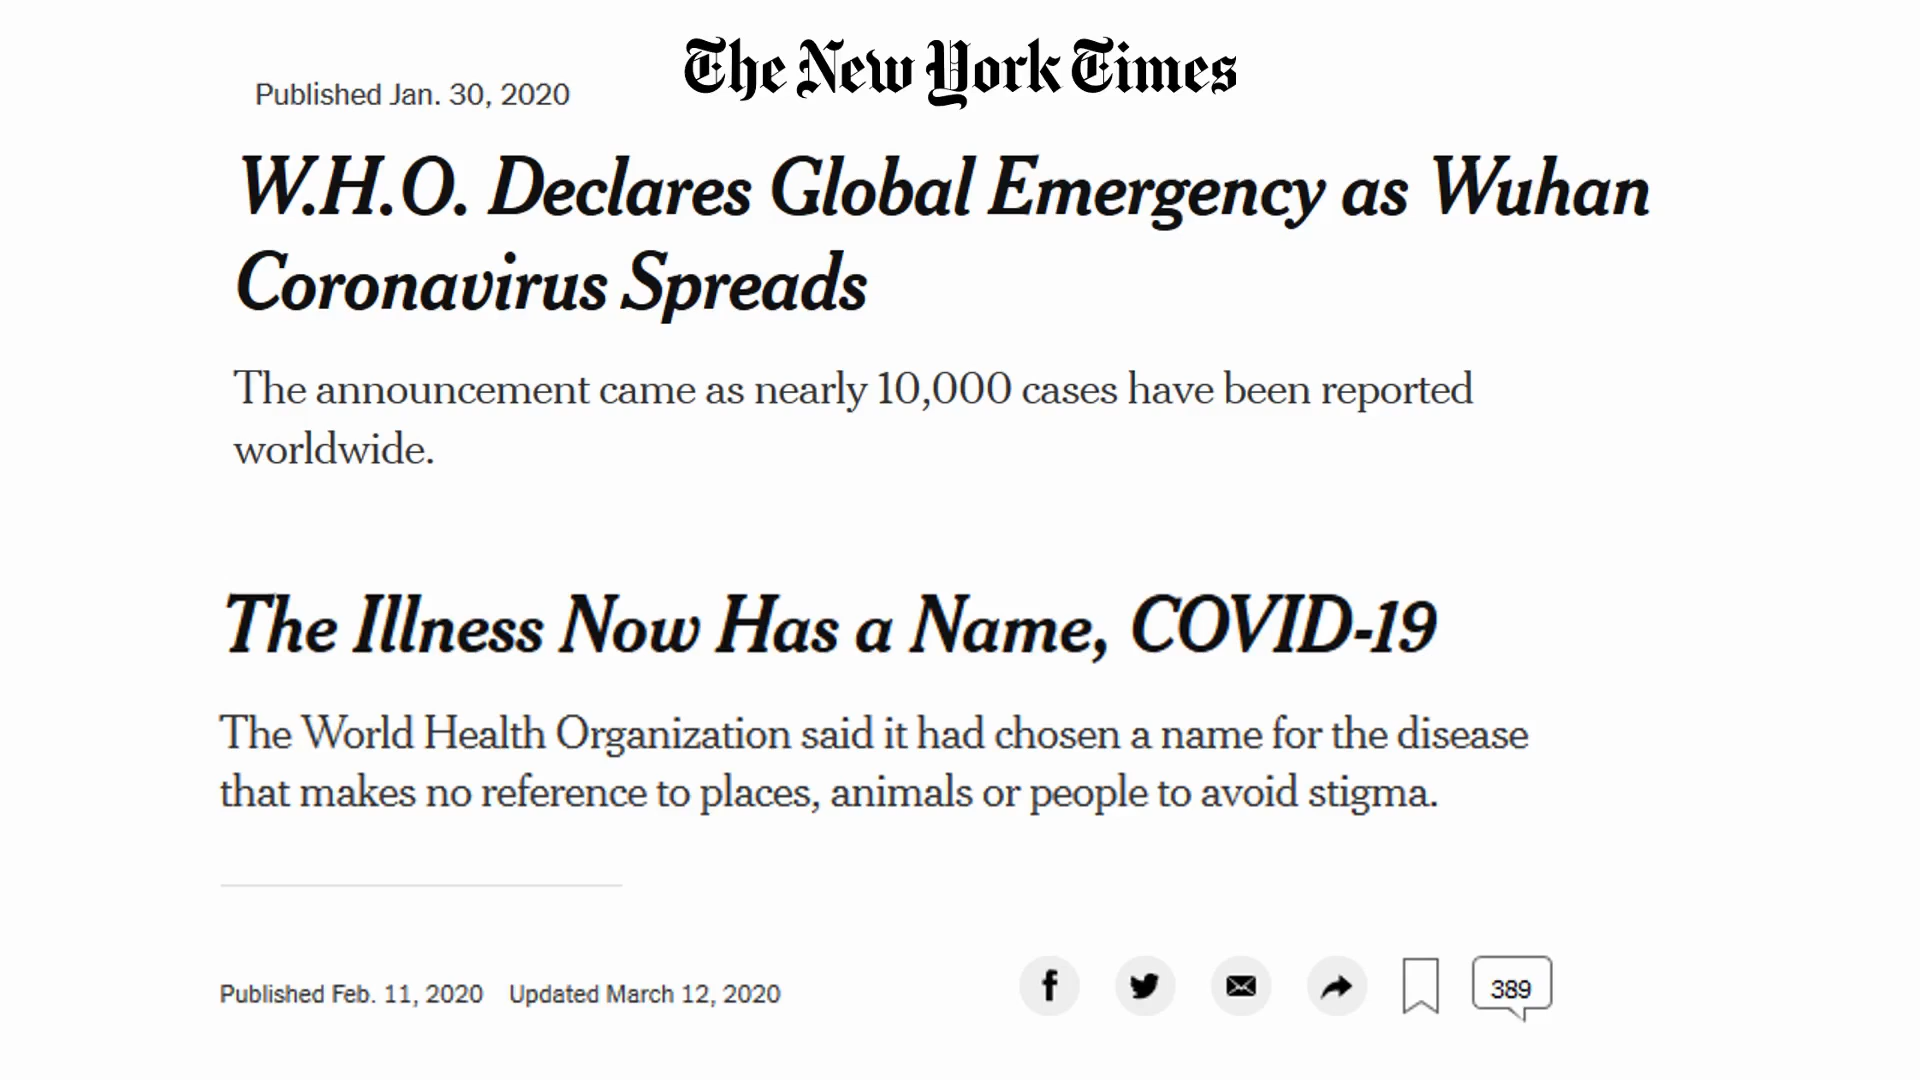 The New York Times
Published Jan. 30, 2020
W.H.O. Declares Global Emergency as Wuhan
Coronavirus Spreads
The announcement came as nearly 10,000 cases have been reported
worldwide.
The Illness Now Has a Name, COVID-19
The World Health Organization said it had chosen a name for the disease
that makes no reference to places, animals or people to avoid stigma.
Published Feb. 11, 2020 Updated March 12, 2020
389